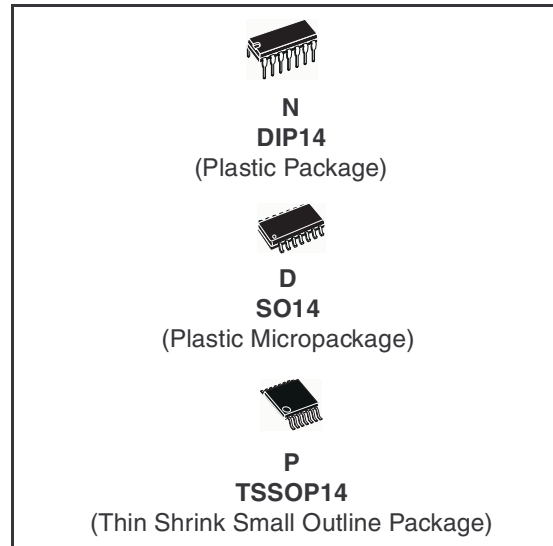 N
DIP14
(Plastic Package)
D
SO14
(Plastic Micropackage)
P
TSSOP14
(Thin Shrink Small Outline Package)